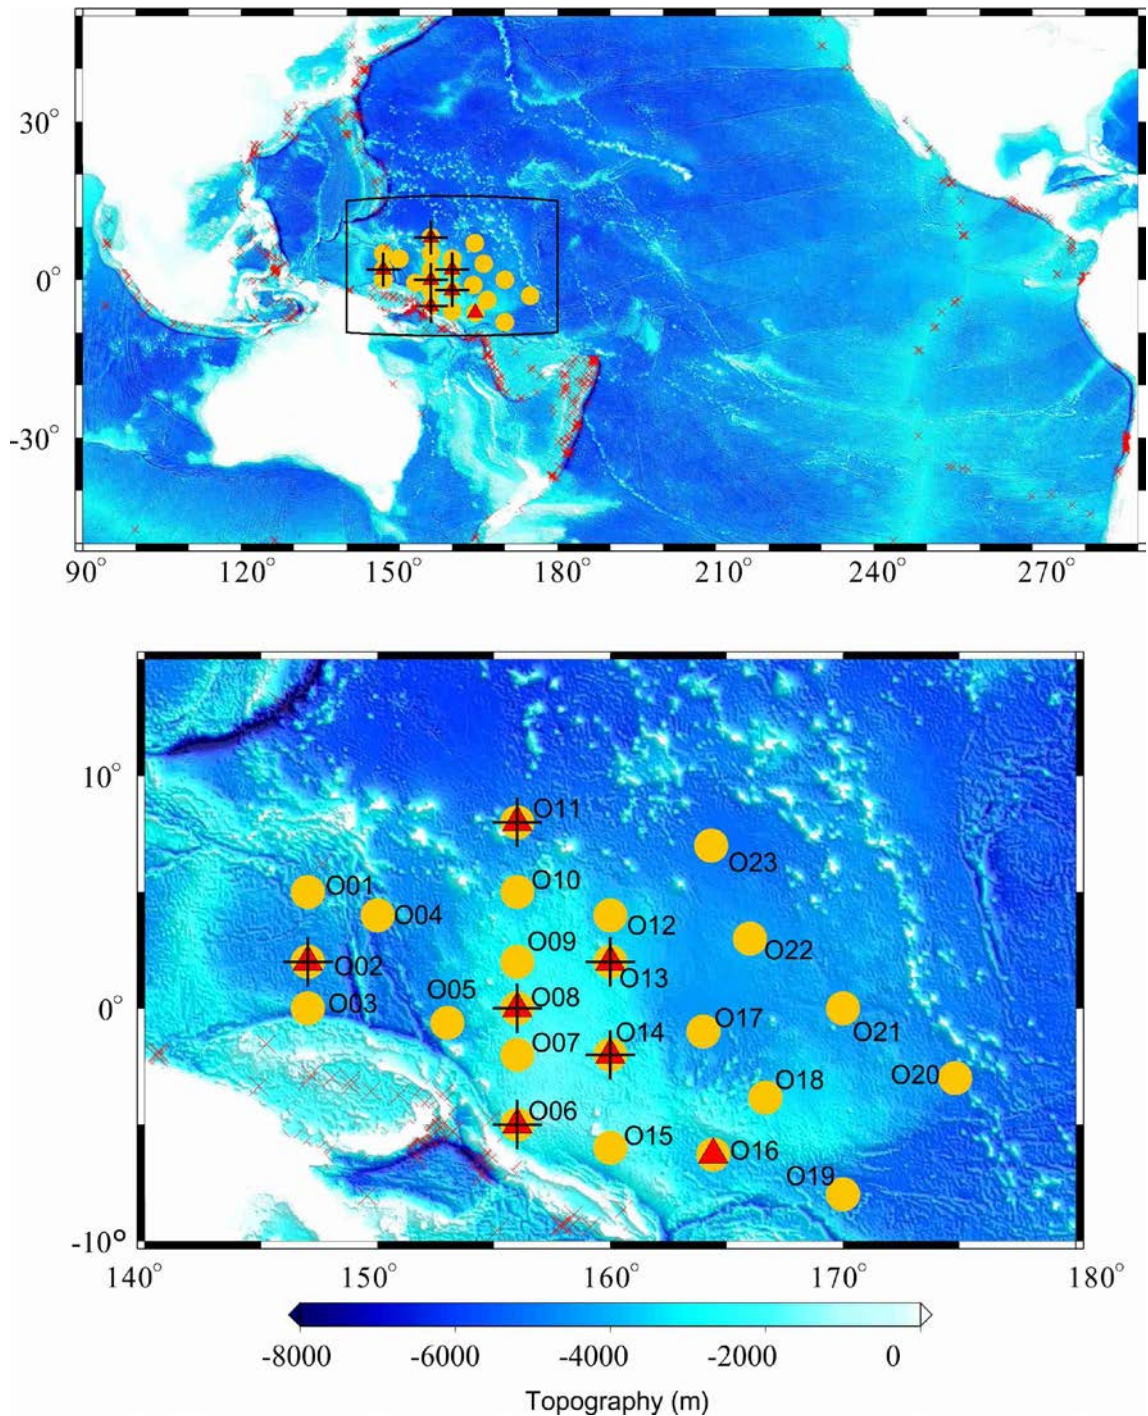 30°
0°
-30°
90° 120° 150° 180° 210° 240° 270°
O11
O23
O10
O01
O04
O12
O09
O22
O02
O13
O05
O03
O08
O17
O14
O21
O07
O20
O18
O06
O15
O16
O19
10°
0°
-10°
140° 150° 160° 170° 180°
-8000 -6000 -4000 -2000 0
Topography (m)